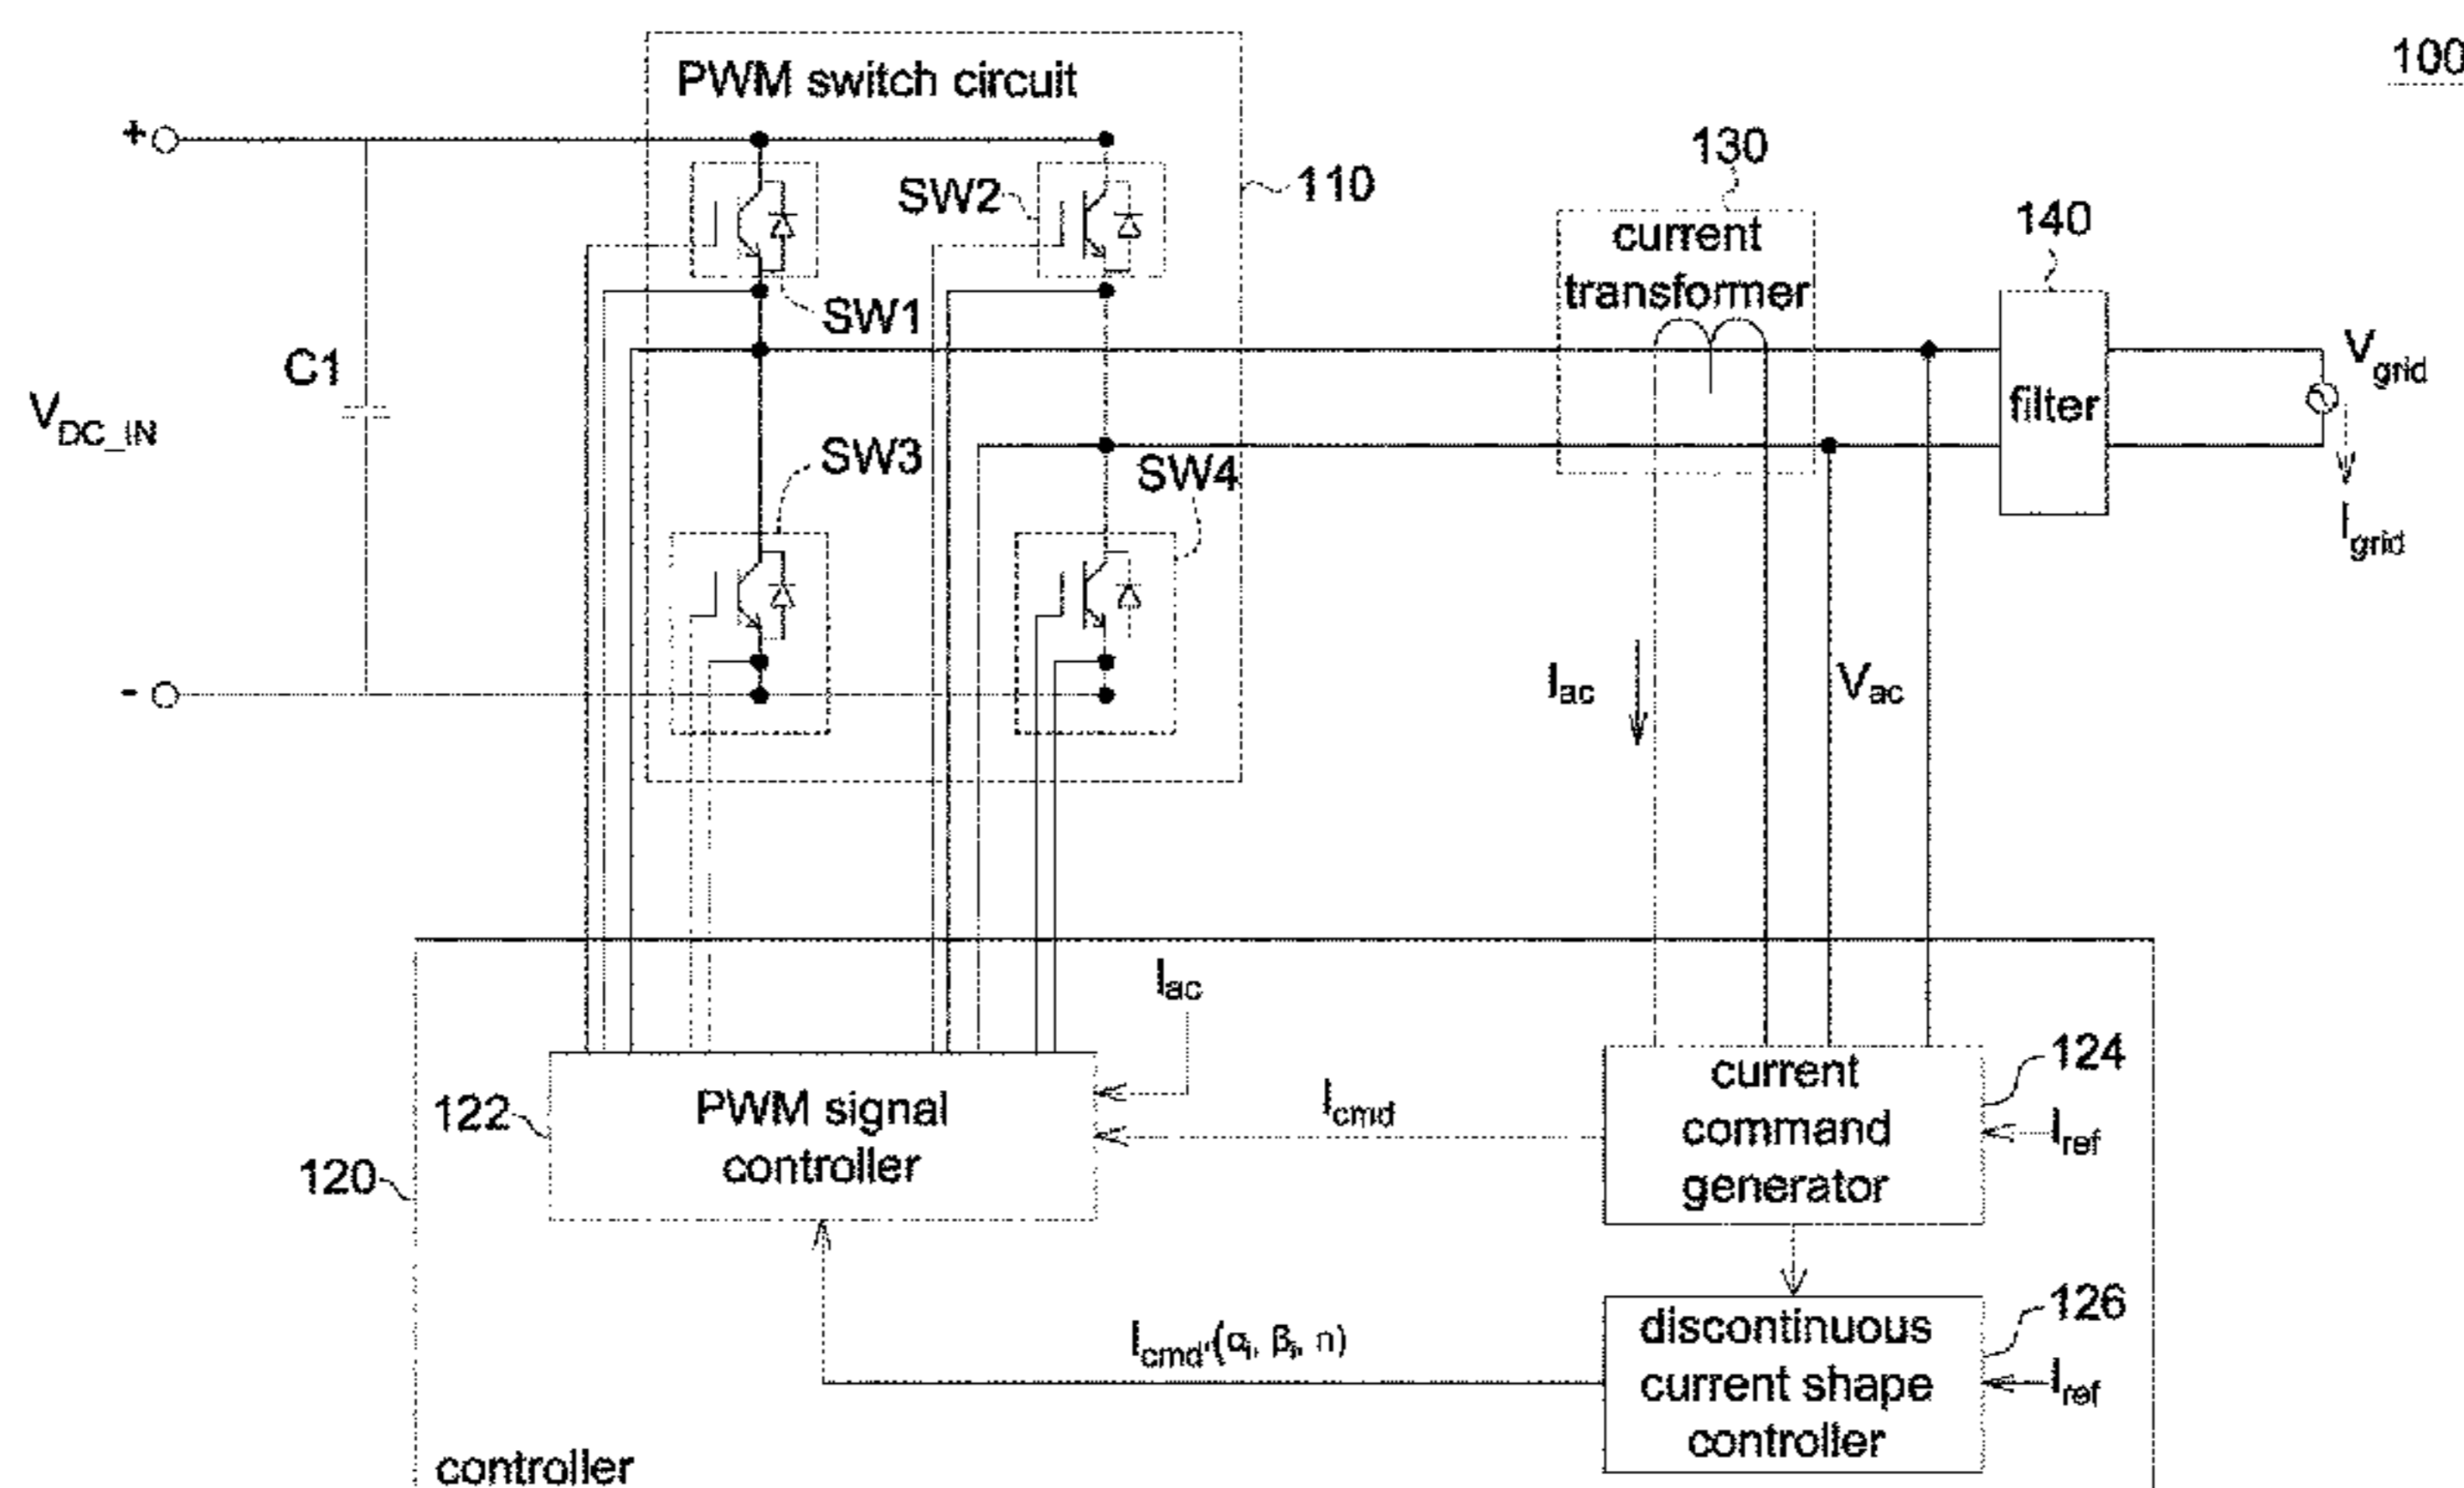 100
PWM switch circuit
+
SW2
110
130
current
transformer
140
SW1
C1
V_DC_IN
filter
V_grid
SW3
SW4
I_grid
-
I_ac
V_ac
I_ac
122
PWM signal
controller
I_cmd
current
command
generator
124
I_ref
120
I_cmd'(α_i, β_i, n)
discontinuous
current shape
controller
126
I_ref
controller